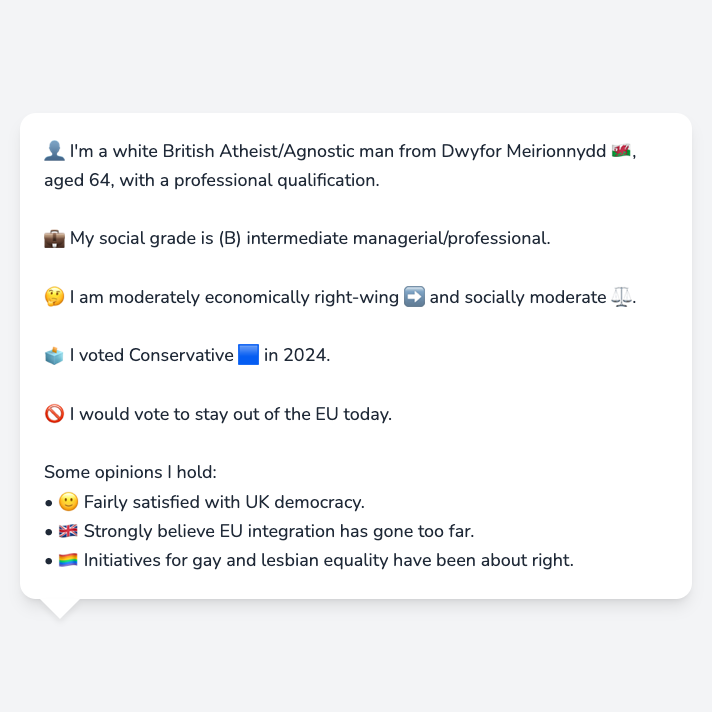 👤 I'm a white British Atheist/Agnostic man from Dwyfor Meirionnydd 🏴󠁧󠁢󠁷󠁬󠁳󠁿,
aged 64, with a professional qualification.
💼 My social grade is (B) intermediate managerial/professional.
🤔 I am moderately economically right-wing ➡️ and socially moderate ⚖️.
🗳️ I voted Conservative 🟦 in 2024.
🚫 I would vote to stay out of the EU today.
Some opinions I hold:
• 🙂 Fairly satisfied with UK democracy.
• 🇬🇧 Strongly believe EU integration has gone too far.
• 🏳️‍🌈 Initiatives for gay and lesbian equality have been about right.